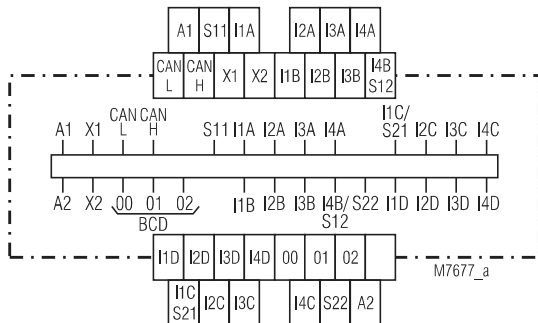 A1 S11 I1A I2A I3A I4A
CAN L CAN H X1 X2 I1B I2B I3B I4B S12
A1 X1 CAN L CAN H S11 I1A I2A I3A I4A I1C/ S21 I2C I3C I4C
A2 X2 00 01 02 I1B I2B I3B I4B/ S12 S22 I1D I2D I3D I4D
BCD
I1D I2D I3D I4D 00 01 02
M7677_a
I1C S21 I2C I3C I4C S22 A2